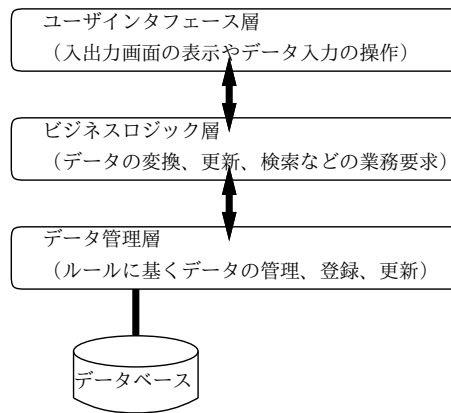 ユーザインタフェース層
（入出力画面の表示やデータ入力の操作）
ビジネスロジック層
（データの変換、更新、検索などの業務要求）
データ管理層
（ルールに基くデータの管理、登録、更新）
データベース